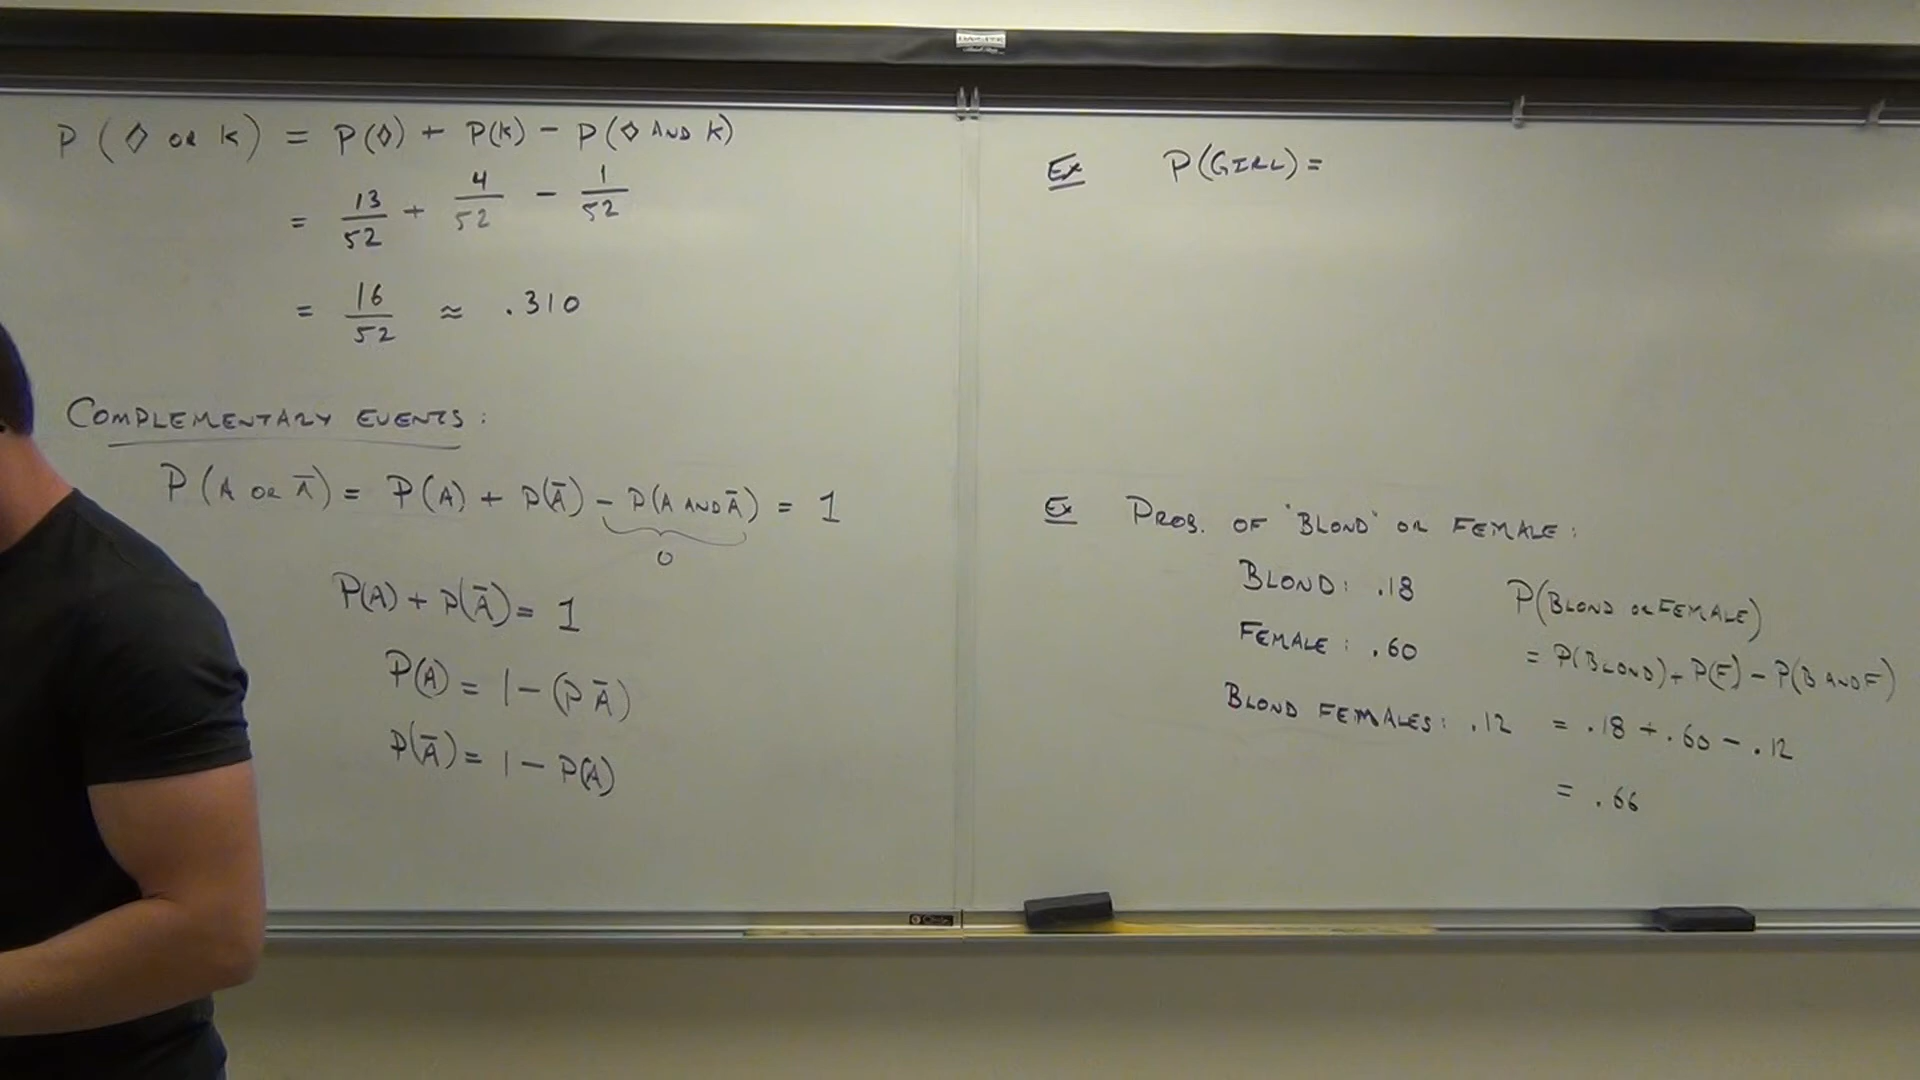 P(◊ OR K) = P(◊) + P(K) - P(◊ AND K)
= 13/52 + 4/52 - 1/52
= 16/52 ≈ .310
COMPLEMENTARY EVENTS:
P(A OR Ā) = P(A) + P(Ā) - P(A AND Ā) = 1
0
P(A) + P(Ā) = 1
P(A) = 1 - (P Ā)
P(Ā) = 1 - P(A)
EX P(GIRL) =
EX PROB. OF "BLOND" OR FEMALE:
BLOND: .18
FEMALE: .60
BLOND FEMALES: .12
P(BLOND OR FEMALE)
= P(BLOND) + P(F) - P(B AND F)
= .18 + .60 - .12
= .66